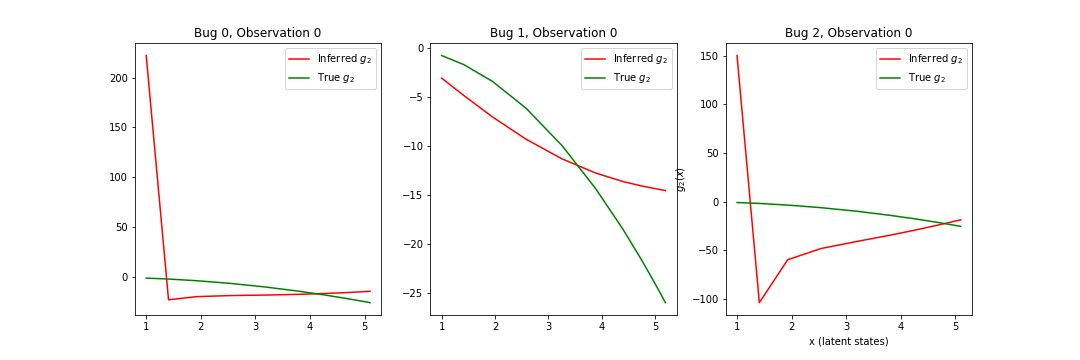 Bug 0, Observation 0
Inferred g₂
True g₂
200
150
100
50
0
1 2 3 4 5
Bug 1, Observation 0
Inferred g₂
True g₂
0
−5
−10
−15
−20
−25
1 2 3 4 5
Bug 2, Observation 0
Inferred g₂
True g₂
g₂(x)
150
100
50
0
−50
−100
1 2 3 4 5
x (latent states)